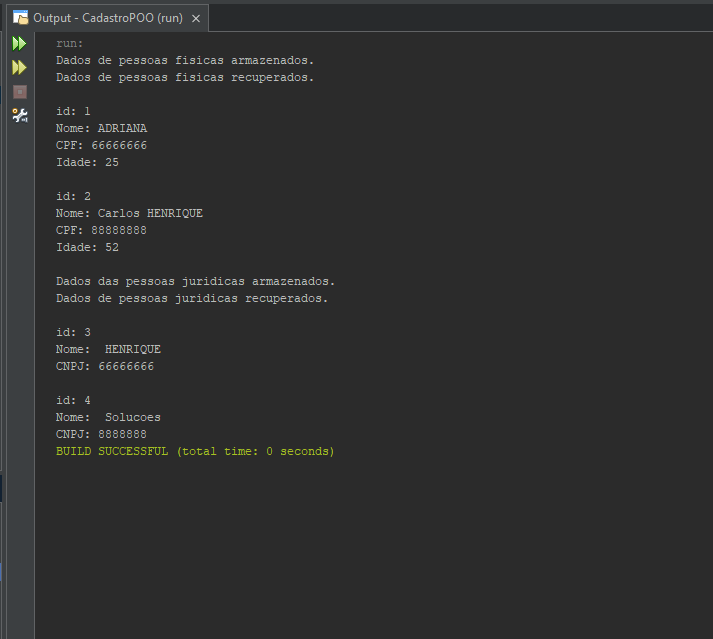 Output - CadastroPOO (run)
run:
Dados de pessoas fisicas armazenados.
Dados de pessoas fisicas recuperados.
id: 1
Nome: ADRIANA
CPF: 66666666
Idade: 25
id: 2
Nome: Carlos HENRIQUE
CPF: 88888888
Idade: 52
Dados das pessoas juridicas armazenados.
Dados de pessoas juridicas recuperados.
id: 3
Nome:  HENRIQUE
CNPJ: 66666666
id: 4
Nome:  Solucoes
CNPJ: 8888888
BUILD SUCCESSFUL (total time: 0 seconds)